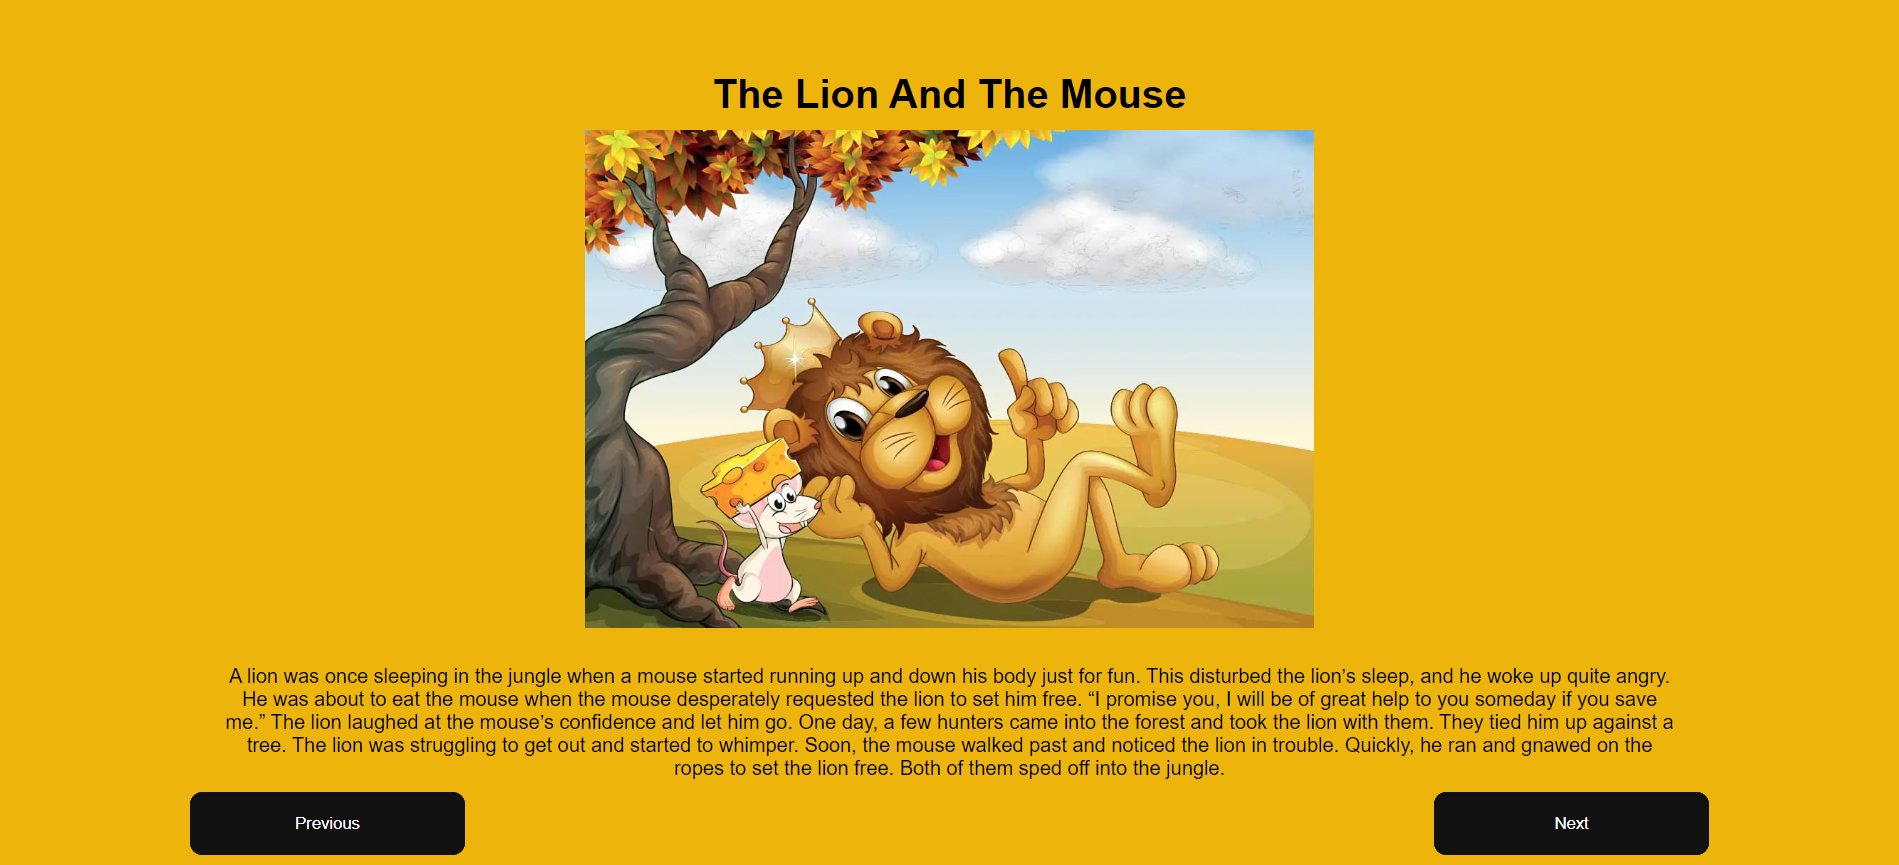 The Lion And The Mouse
A lion was once sleeping in the jungle when a mouse started running up and down his body just for fun. This disturbed the lion’s sleep, and he woke up quite angry.
He was about to eat the mouse when the mouse desperately requested the lion to set him free. “I promise you, I will be of great help to you someday if you save
me.” The lion laughed at the mouse’s confidence and let him go. One day, a few hunters came into the forest and took the lion with them. They tied him up against a
tree. The lion was struggling to get out and started to whimper. Soon, the mouse walked past and noticed the lion in trouble. Quickly, he ran and gnawed on the
ropes to set the lion free. Both of them sped off into the jungle.
Previous
Next